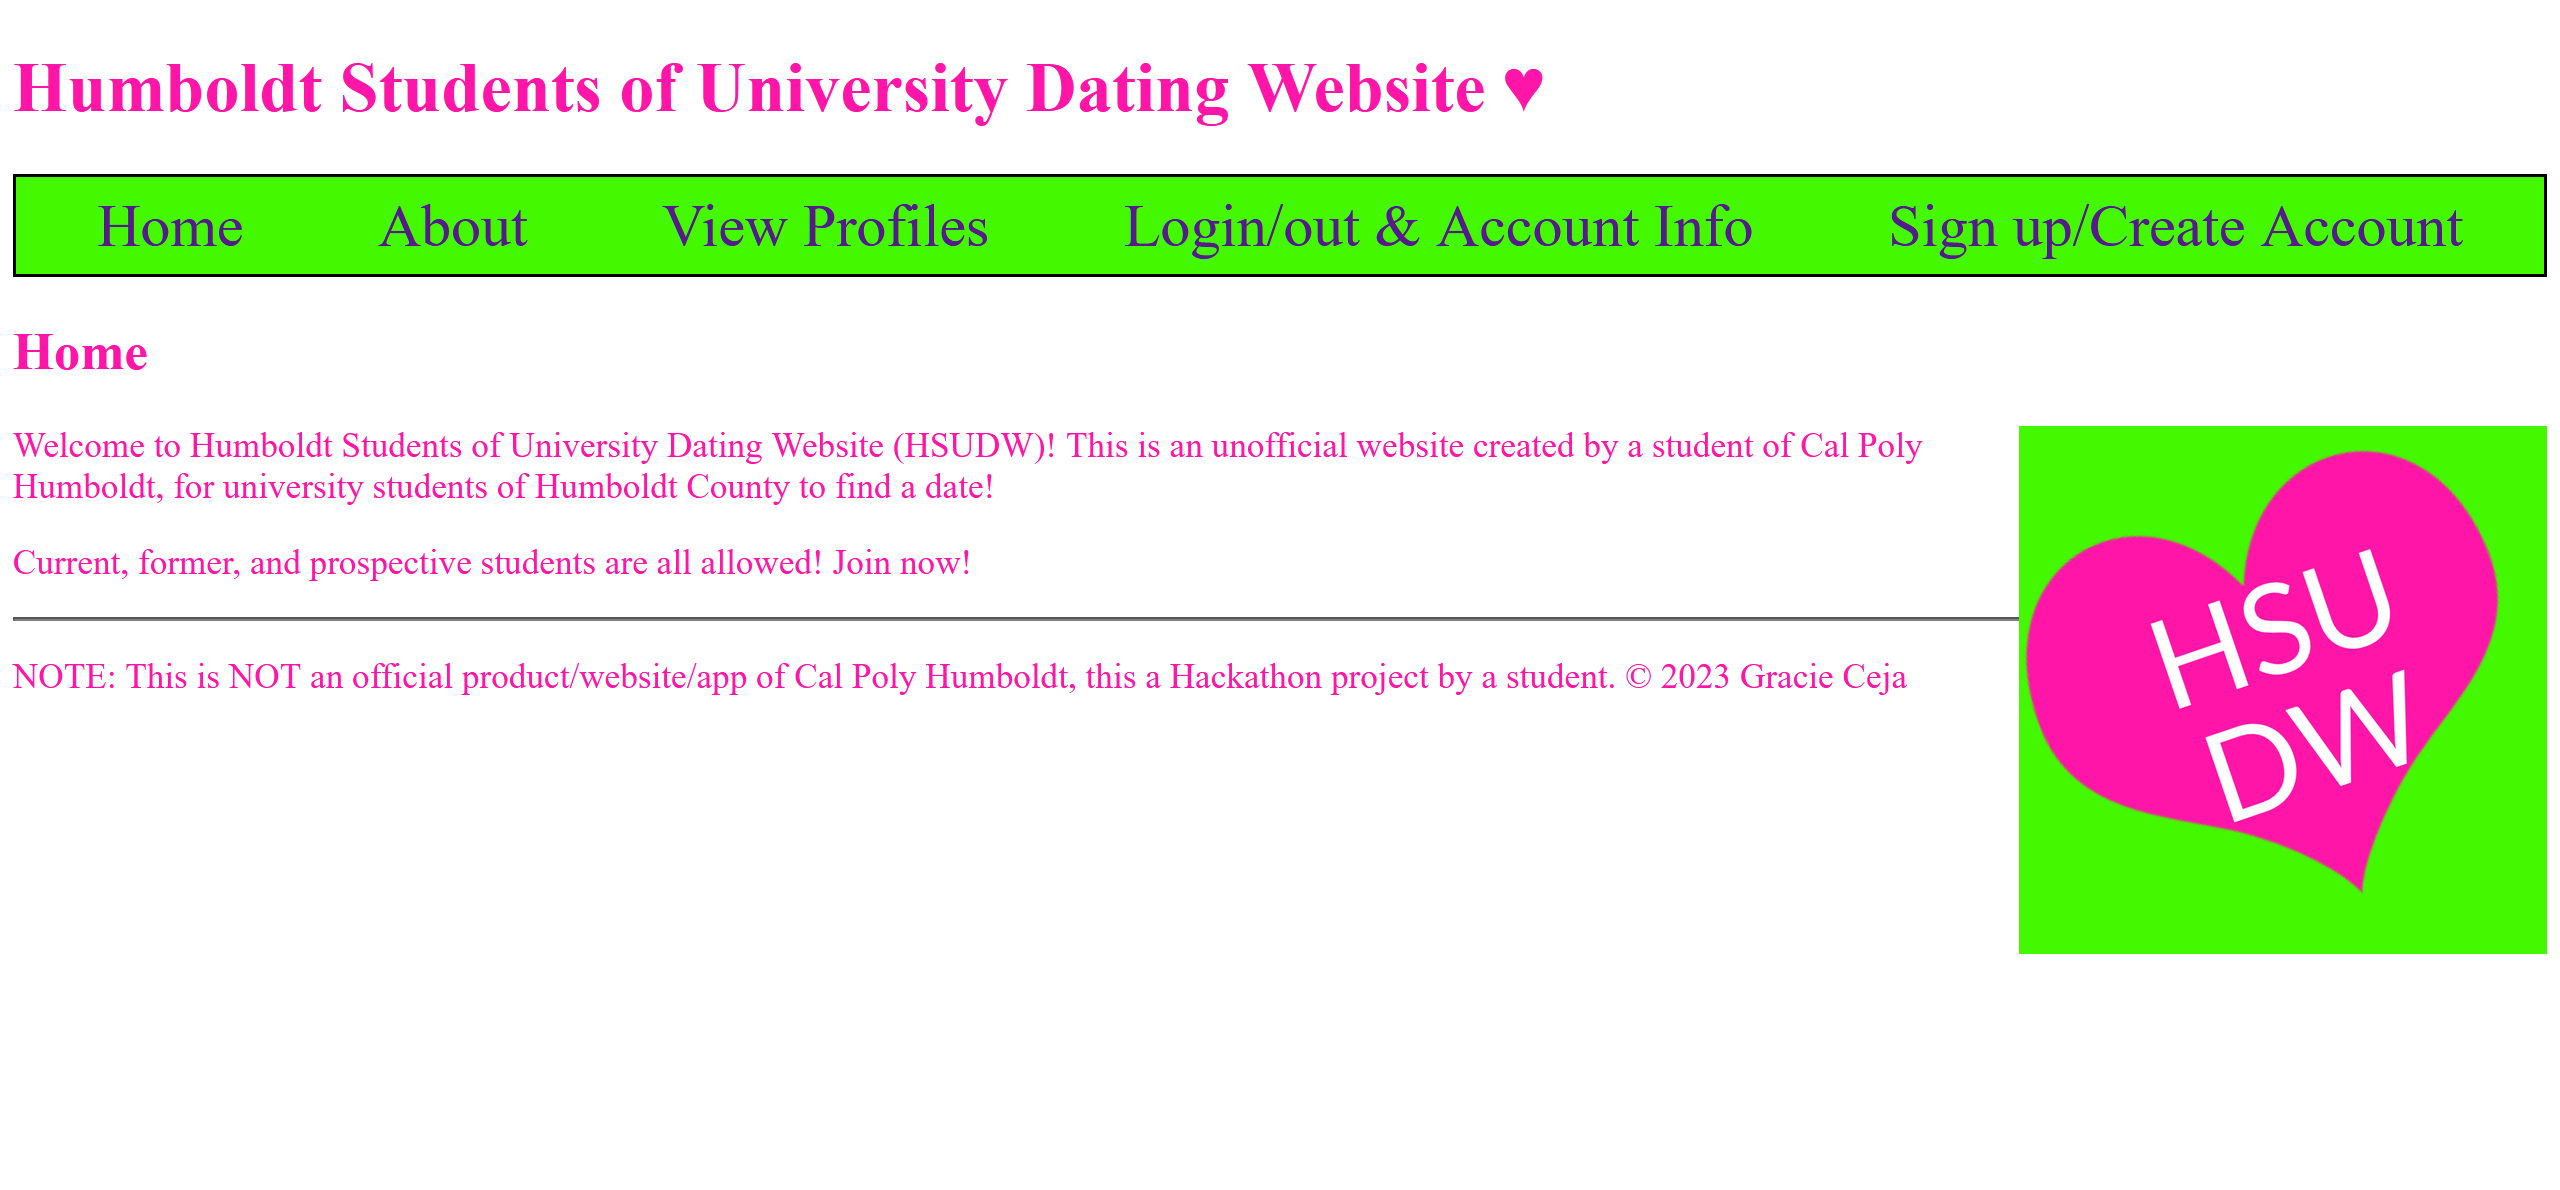 Humboldt Students of University Dating Website ♥
Home About View Profiles Login/out & Account Info Sign up/Create Account
Home
Welcome to Humboldt Students of University Dating Website (HSUDW)! This is an unofficial website created by a student of Cal Poly
Humboldt, for university students of Humboldt County to find a date!
Current, former, and prospective students are all allowed! Join now!
NOTE: This is NOT an official product/website/app of Cal Poly Humboldt, this a Hackathon project by a student. © 2023 Gracie Ceja
HSU
DW